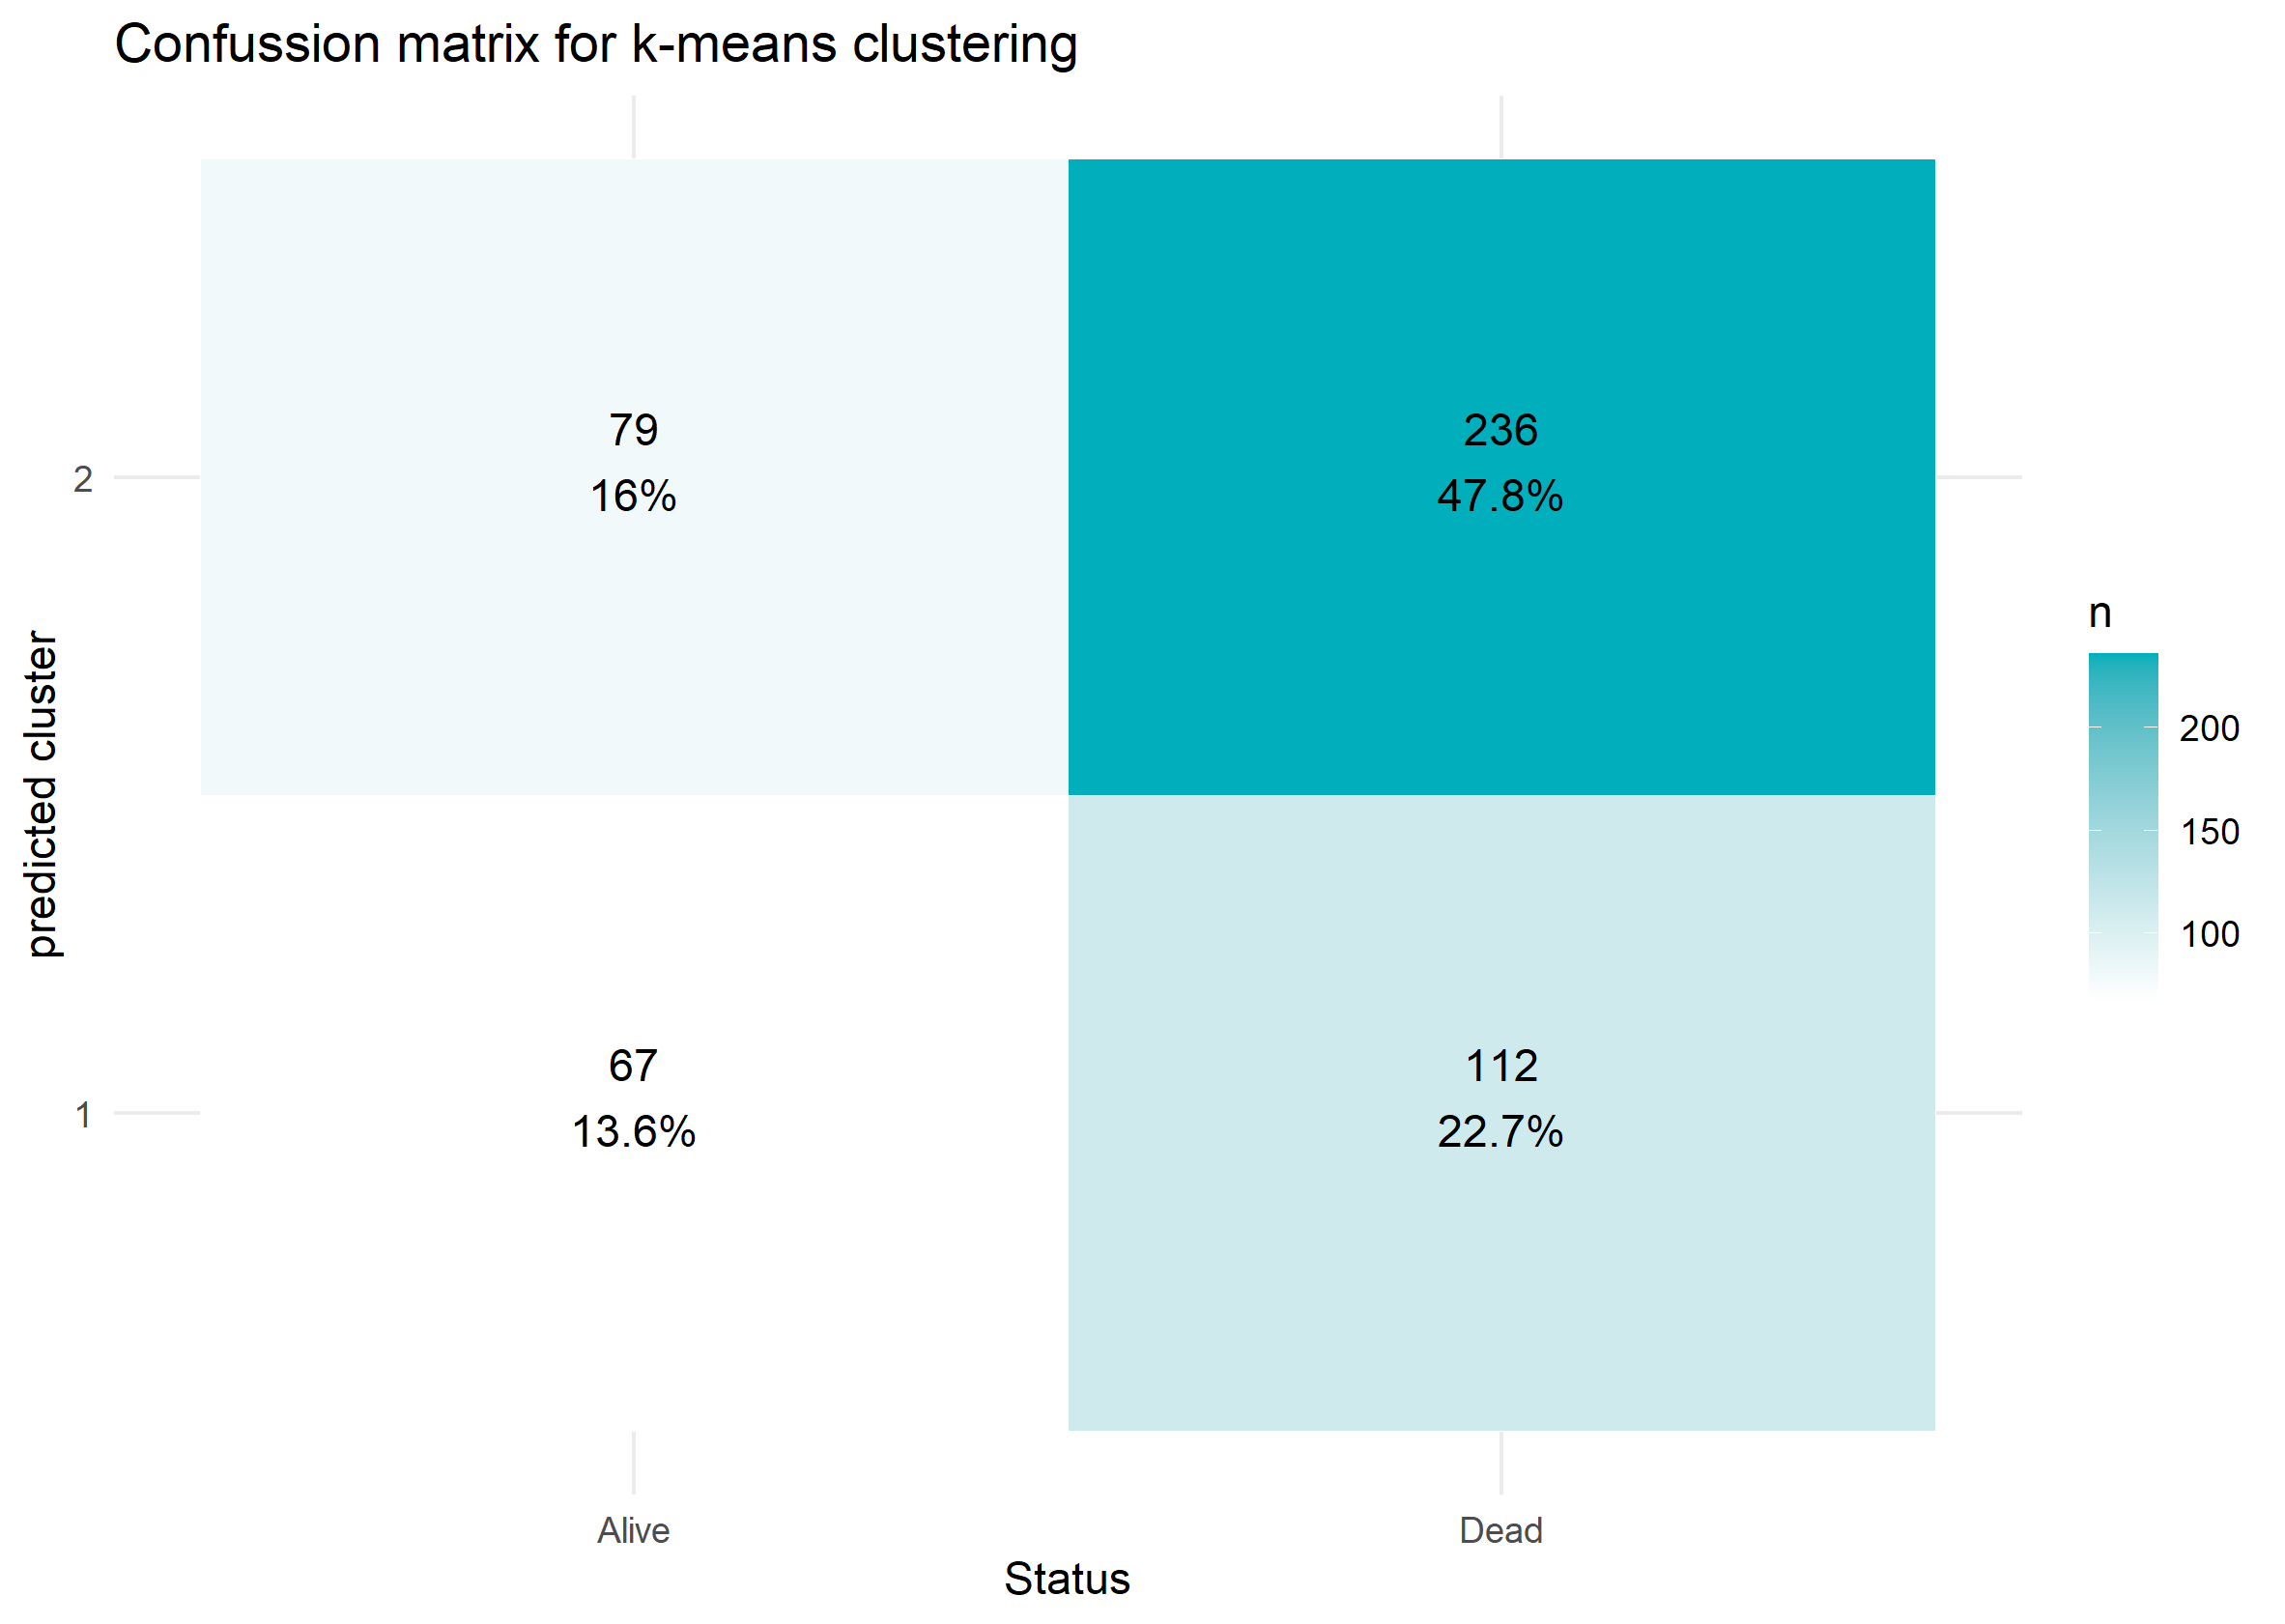 Confussion matrix for k-means clustering
predicted cluster
2
79
16%
236
47.8%
1
67
13.6%
112
22.7%
Alive
Dead
Status
n
200
150
100